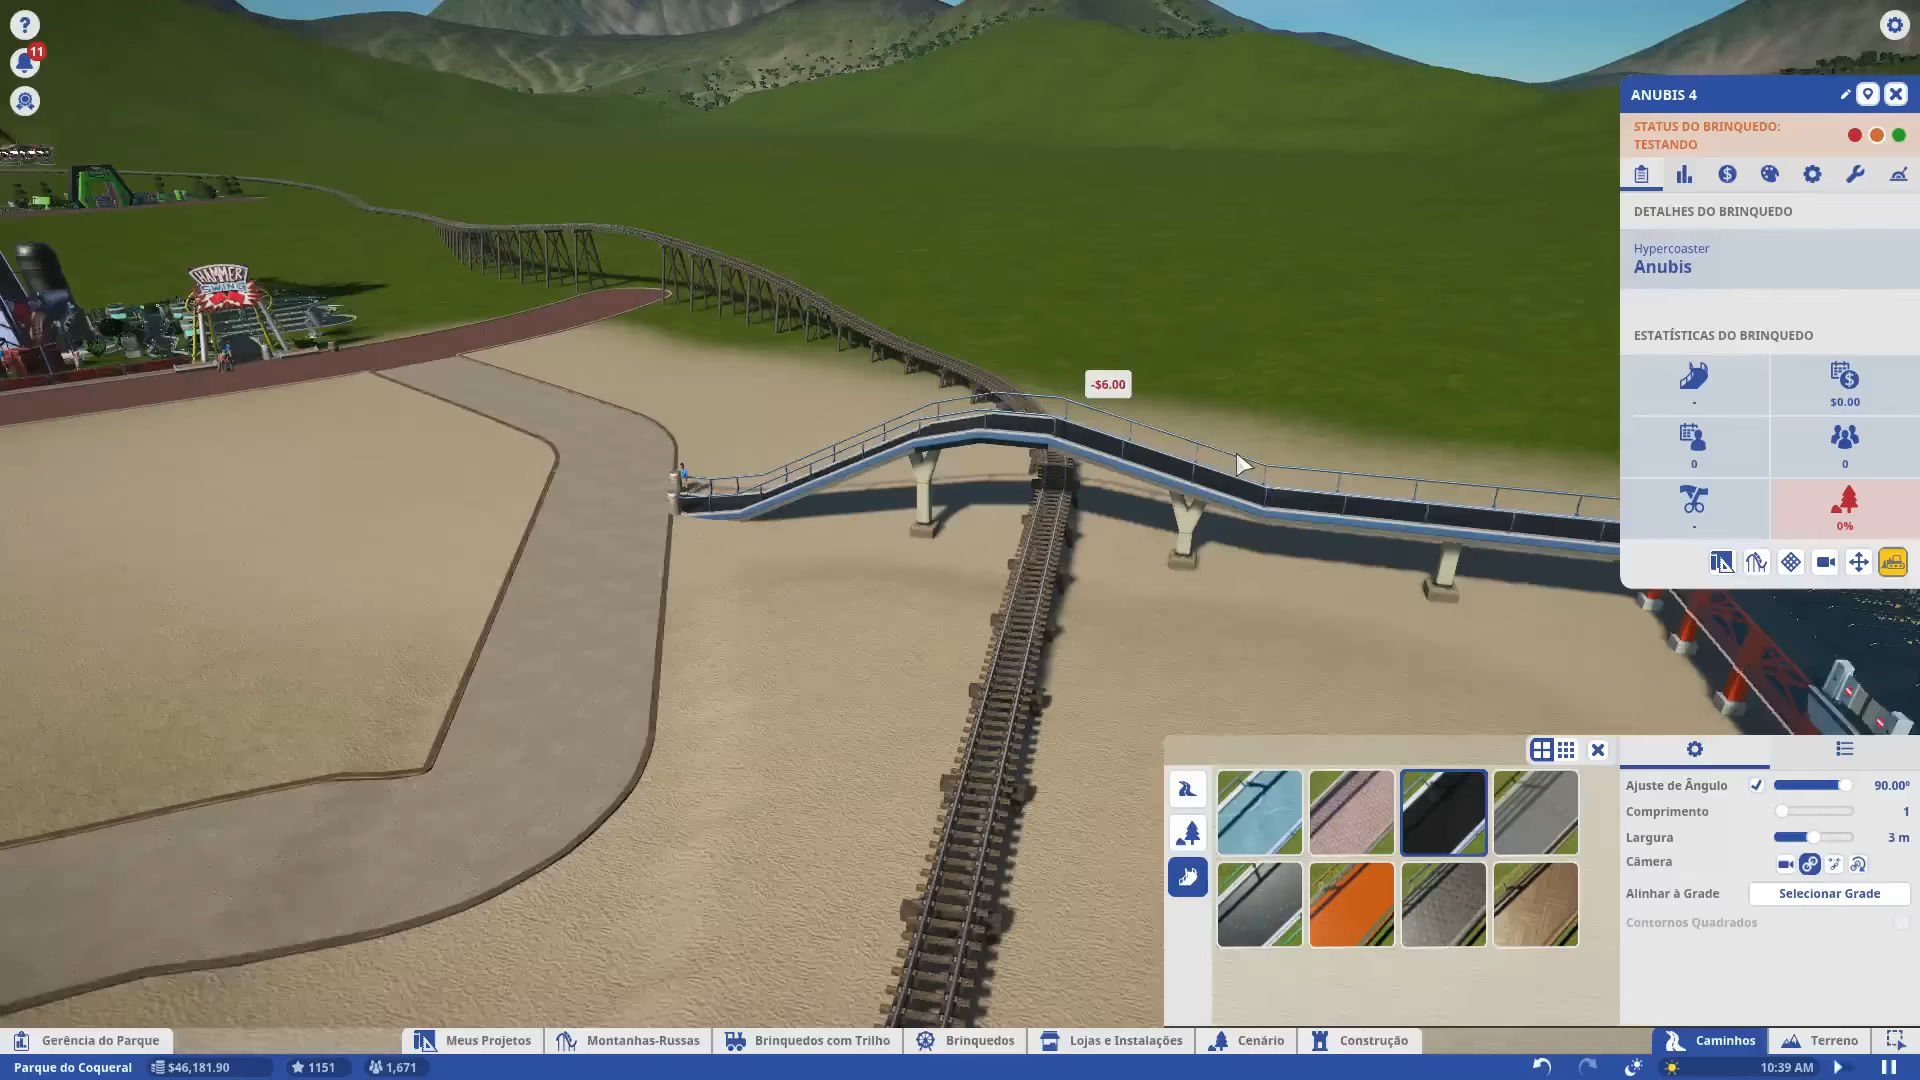 ?
11
ANUBIS 4
STATUS DO BRINQUEDO:
TESTANDO
DETALHES DO BRINQUEDO
Hypercoaster
Anubis
ESTATÍSTICAS DO BRINQUEDO
-
$0.00
0
0
-
0%
HAMMER
SWING
-$6.00
Ajuste de Ângulo
90.00°
Comprimento
1
Largura
3 m
Câmera
Alinhar à Grade
Selecionar Grade
Contornos Quadrados
Gerência do Parque
Meus Projetos
Montanhas-Russas
Brinquedos com Trilho
Brinquedos
Lojas e Instalações
Cenário
Construção
Caminhos
Terreno
Parque do Coqueral
$46,181.90
1151
1,671
10:39 AM